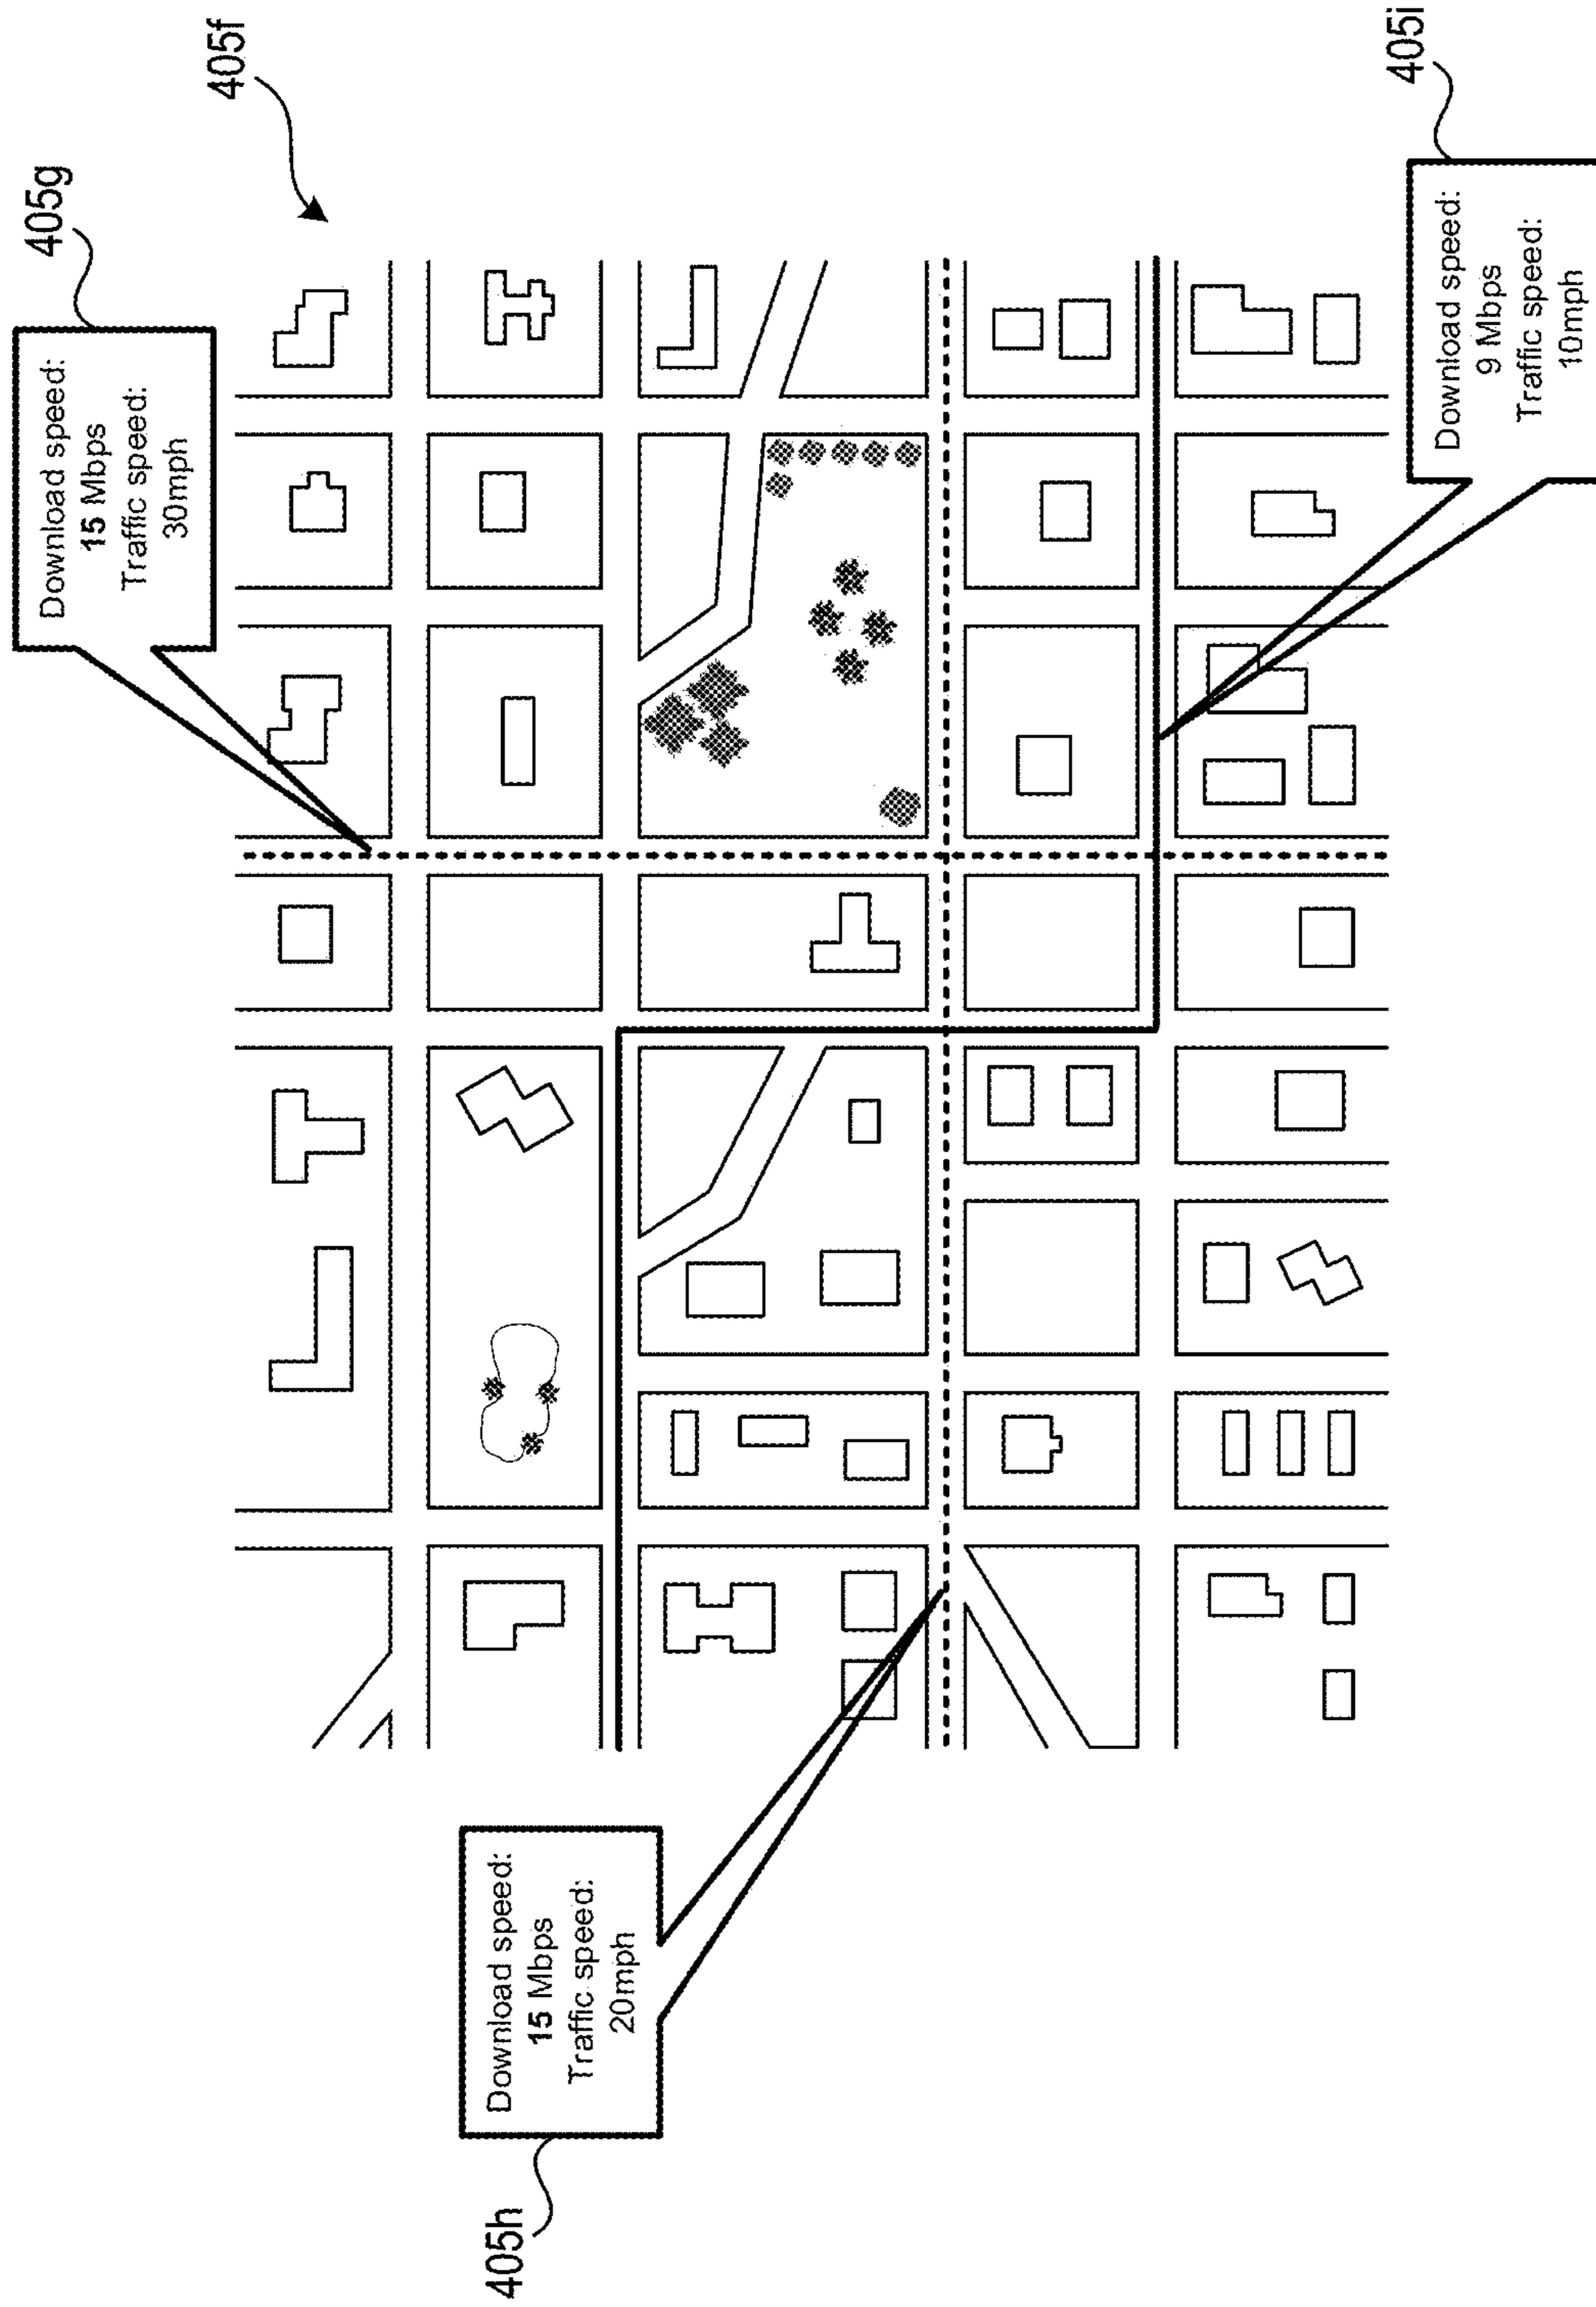 405f
405g
Download speed:
15 Mbps
Traffic speed:
30mph
405h
Download speed:
15 Mbps
Traffic speed:
20mph
405i
Download speed:
9 Mbps
Traffic speed:
10mph